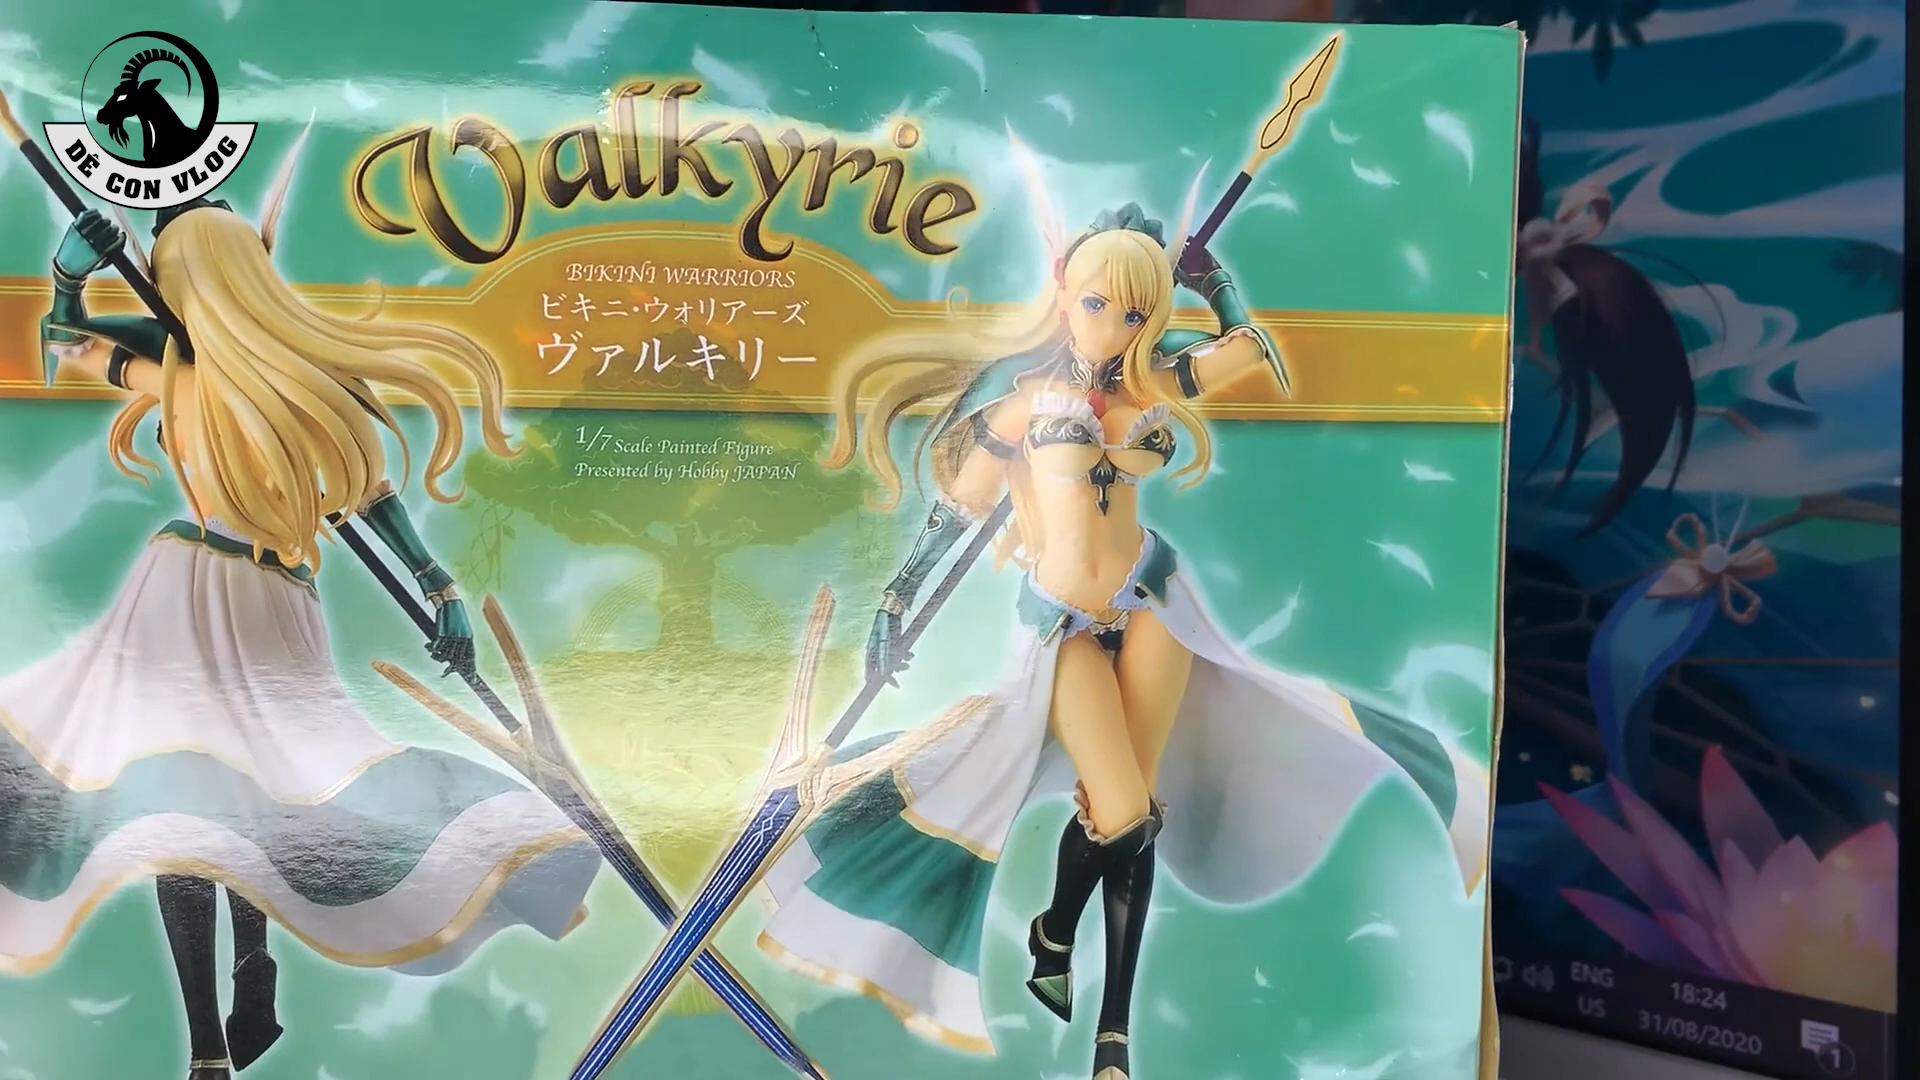 DÊ CON VLOG
Valkyrie
BIKINI WARRIORS
ビキニ・ウォリアーズ
ヴァルキリー
1/7 Scale Painted Figure
Presented by Hobby JAPAN
ENG
US
18:24
31/08/2020
1